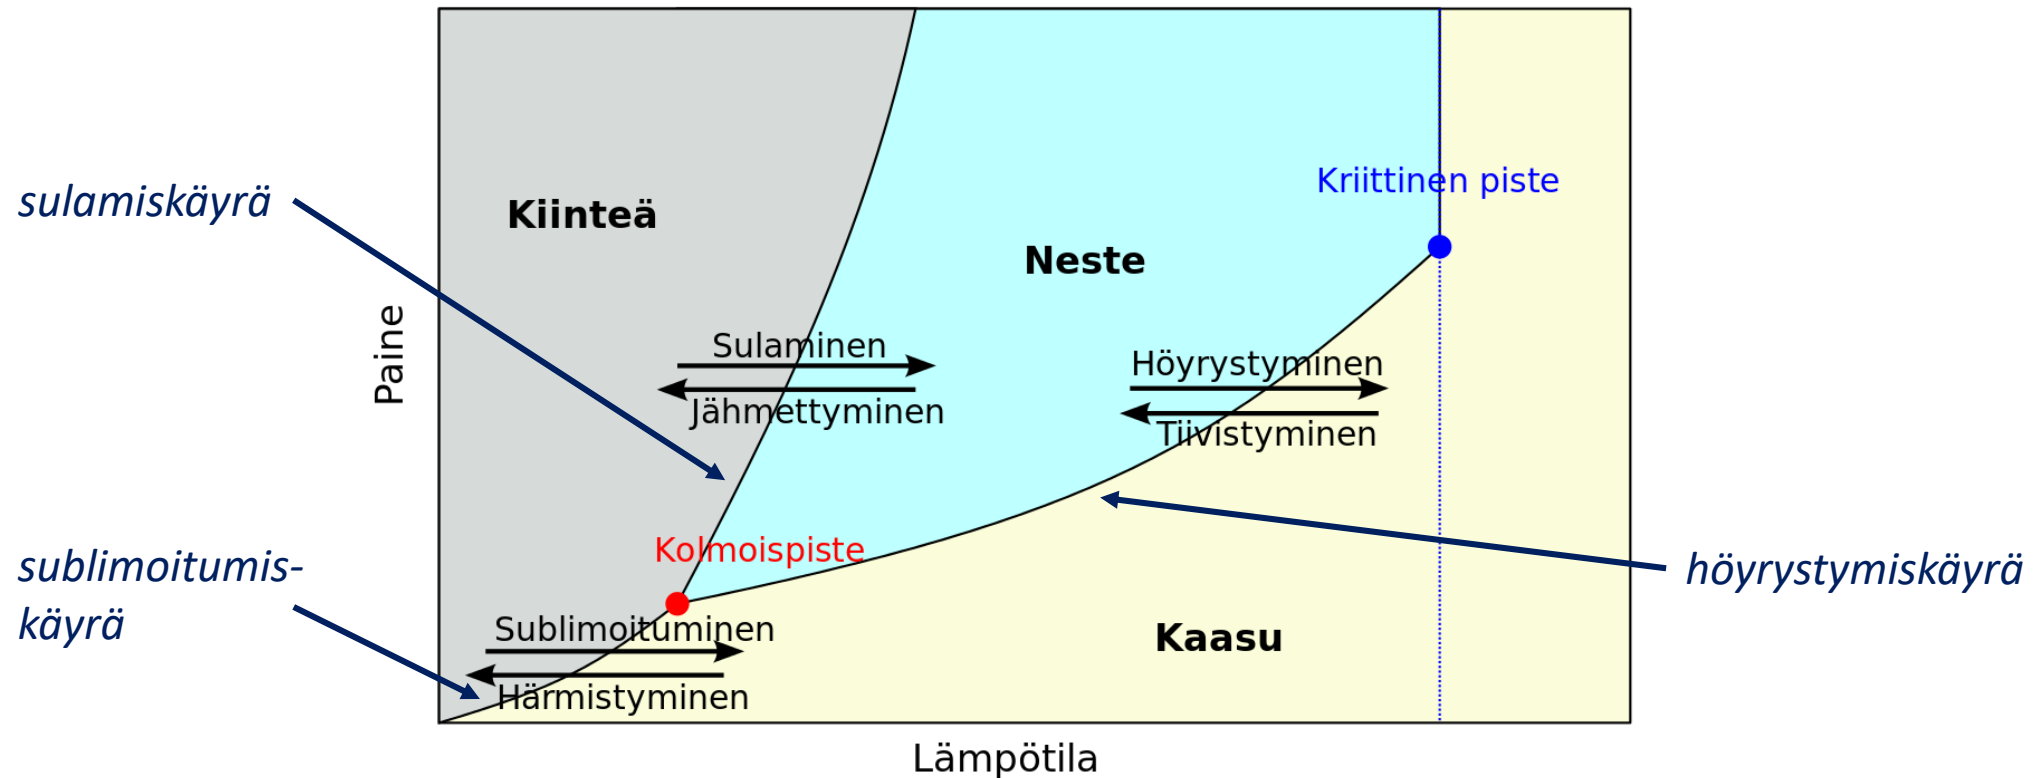 sulamiskäyrä
Kiinteä
Kriittinen piste
Neste
Paine
Sulaminen
Jähmettyminen
Höyrystyminen
Tiivistyminen
Kolmoispiste
sublimoitumis-
käyrä
höyrystymiskäyrä
Sublimoituminen
Härmistyminen
Kaasu
Lämpötila